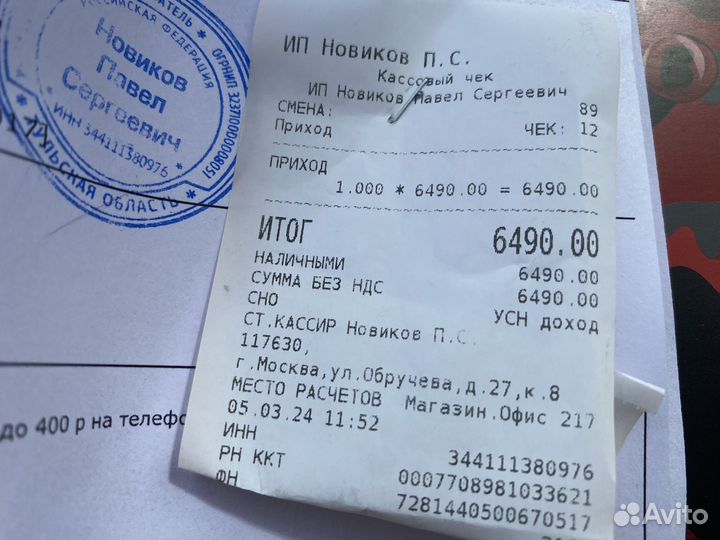 РОССИЙСКАЯ ФЕДЕРАЦИЯ
Новиков
Павел
Сергеевич
ИНН 344111380976
ТУЛЬСКАЯ ОБЛАСТЬ
до 400 р на телефо
ИП Новиков П.С.
Кассовый чек
ИП Новиков Павел Сергеевич
СМЕНА: 89
Приход ЧЕК: 12
ПРИХОД
1.000 * 6490.00 = 6490.00
ИТОГ 6490.00
НАЛИЧНЫМИ 6490.00
СУММА БЕЗ НДС 6490.00
СНО УСН доход
СТ.КАССИР Новиков П.С.
117630,
г.Москва,ул.Обручева,д.27,к.8
МЕСТО РАСЧЕТОВ Магазин.Офис 217
05.03.24 11:52
ИНН 344111380976
РН ККТ 0007708981033621
ФН 7281440500670517
Avito